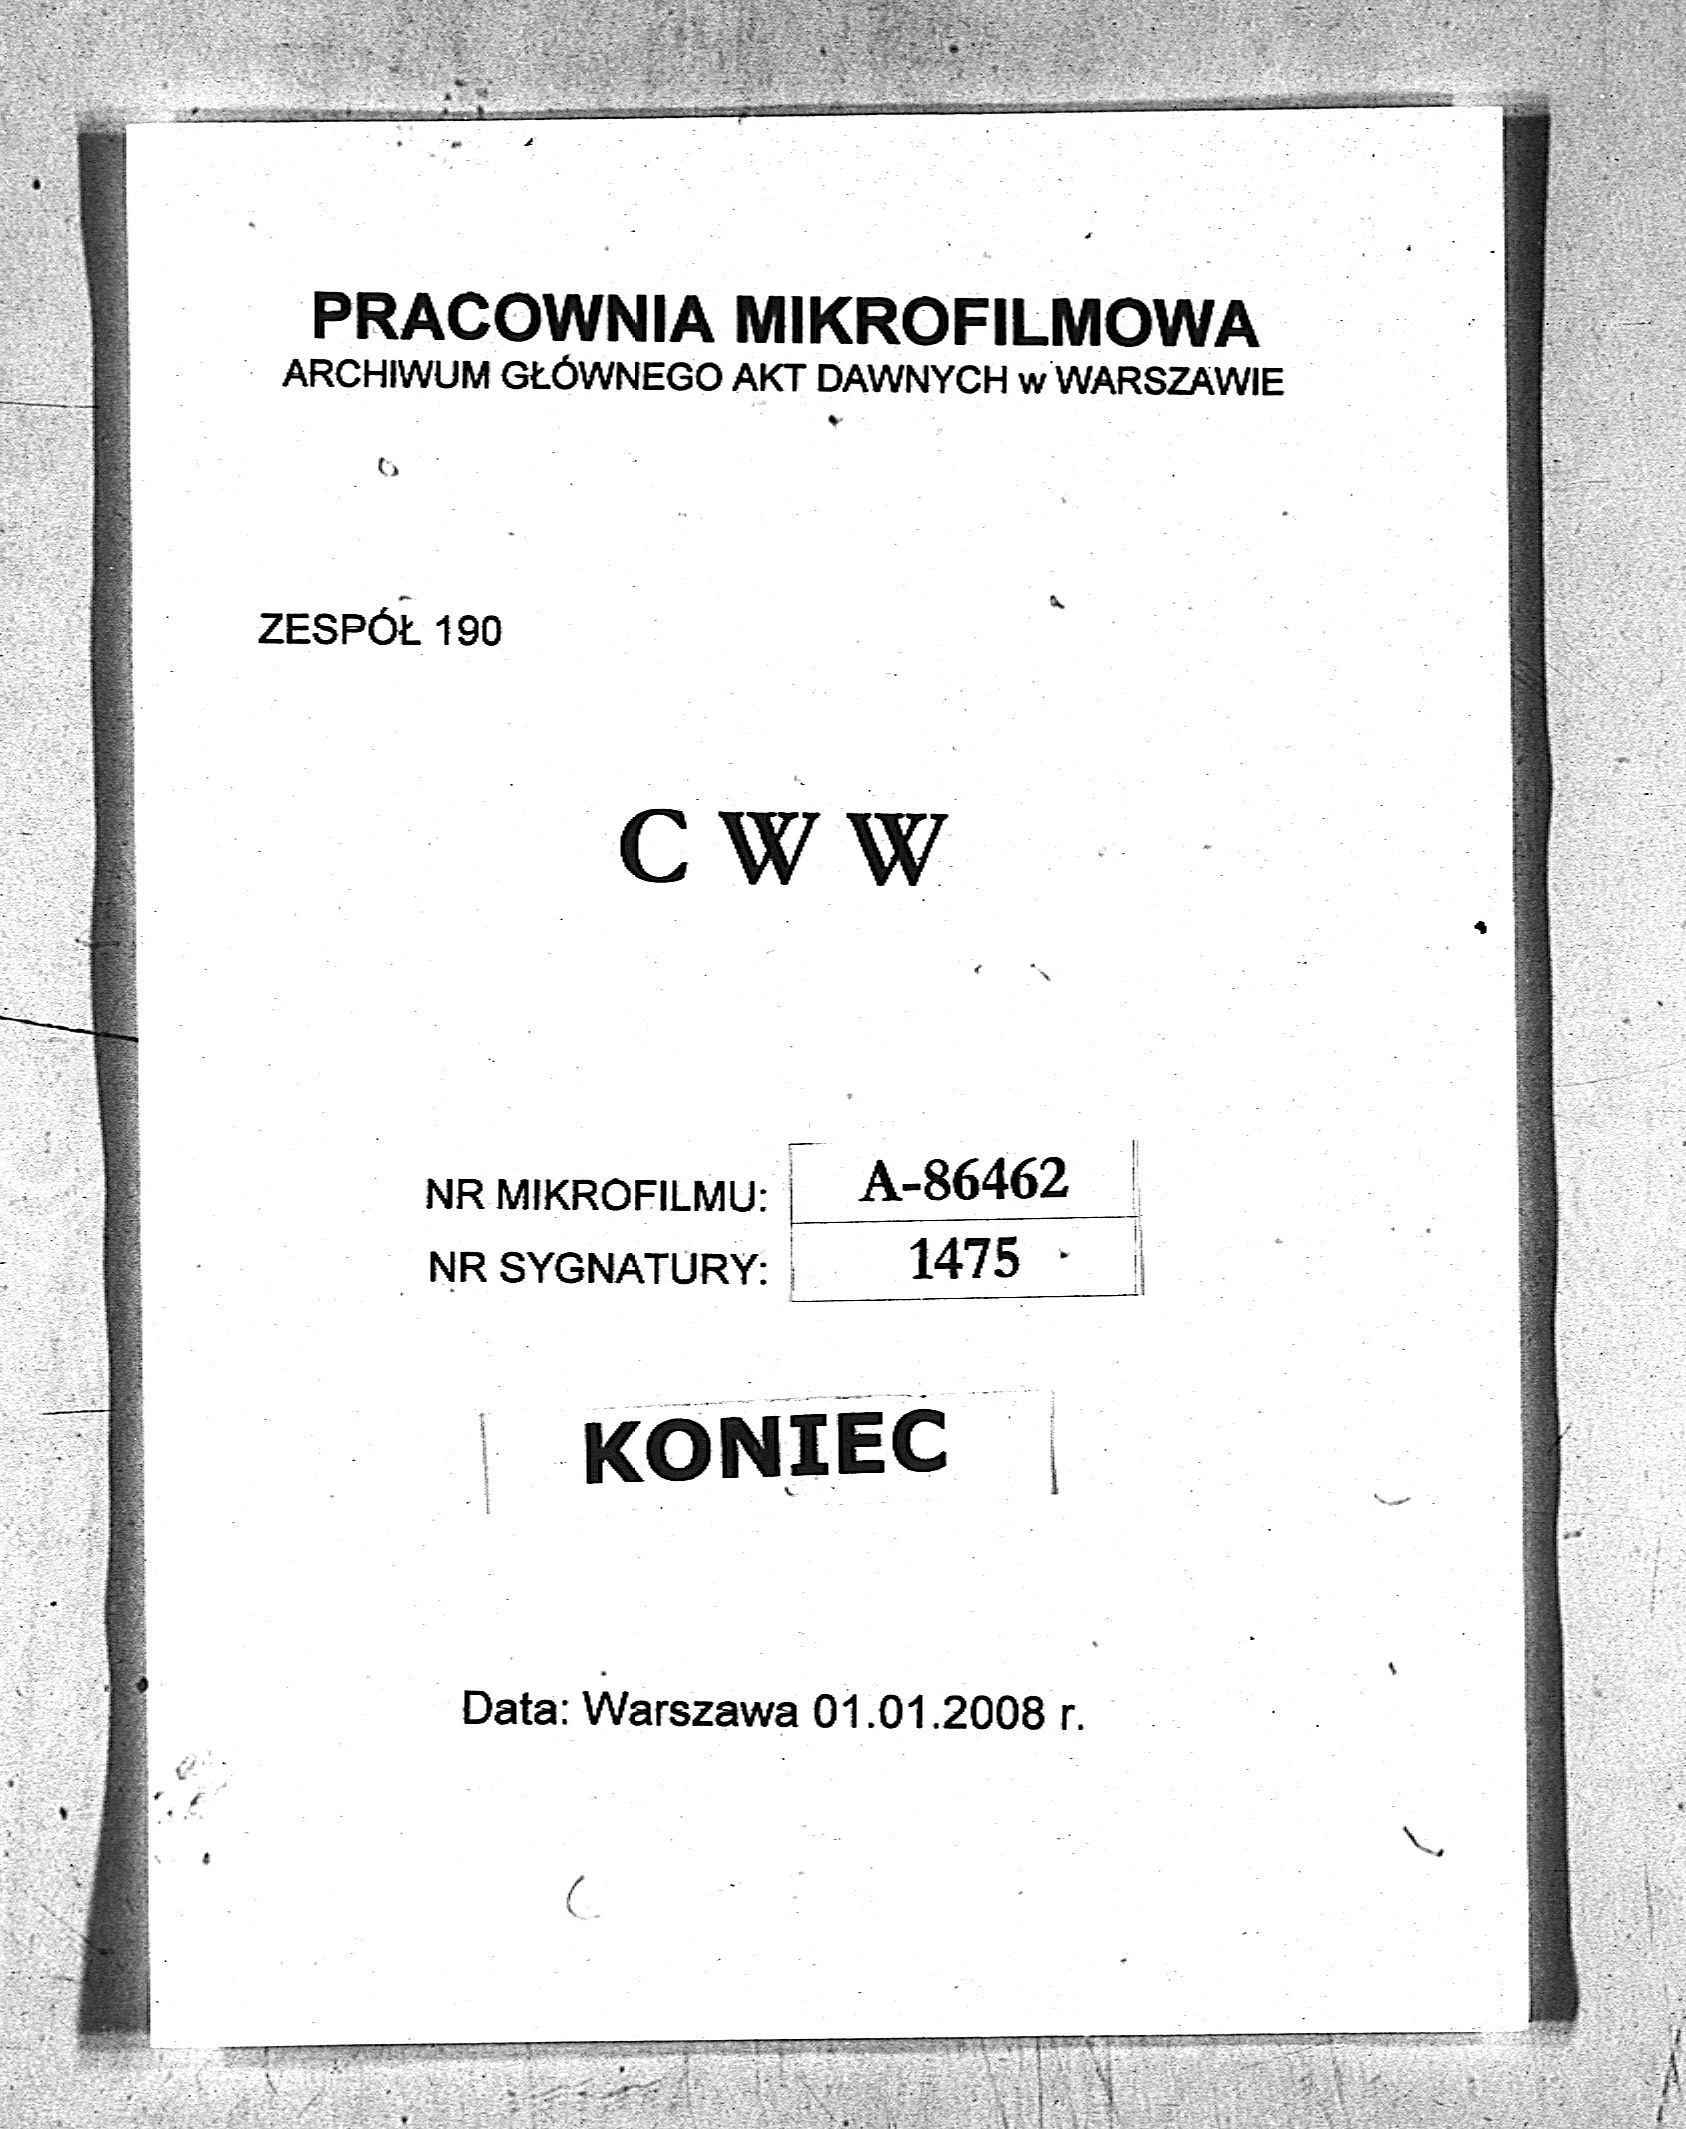 PRACOWNIA MIKROFILMOWA
ARCHIWUM GŁÓWNEGO AKT DAWNYCH w WARSZAWIE
ZESPÓŁ 190
C W W
NR MIKROFILMU: A-86462
NR SYGNATURY: 1475
KONIEC
Data: Warszawa 01.01.2008 r.